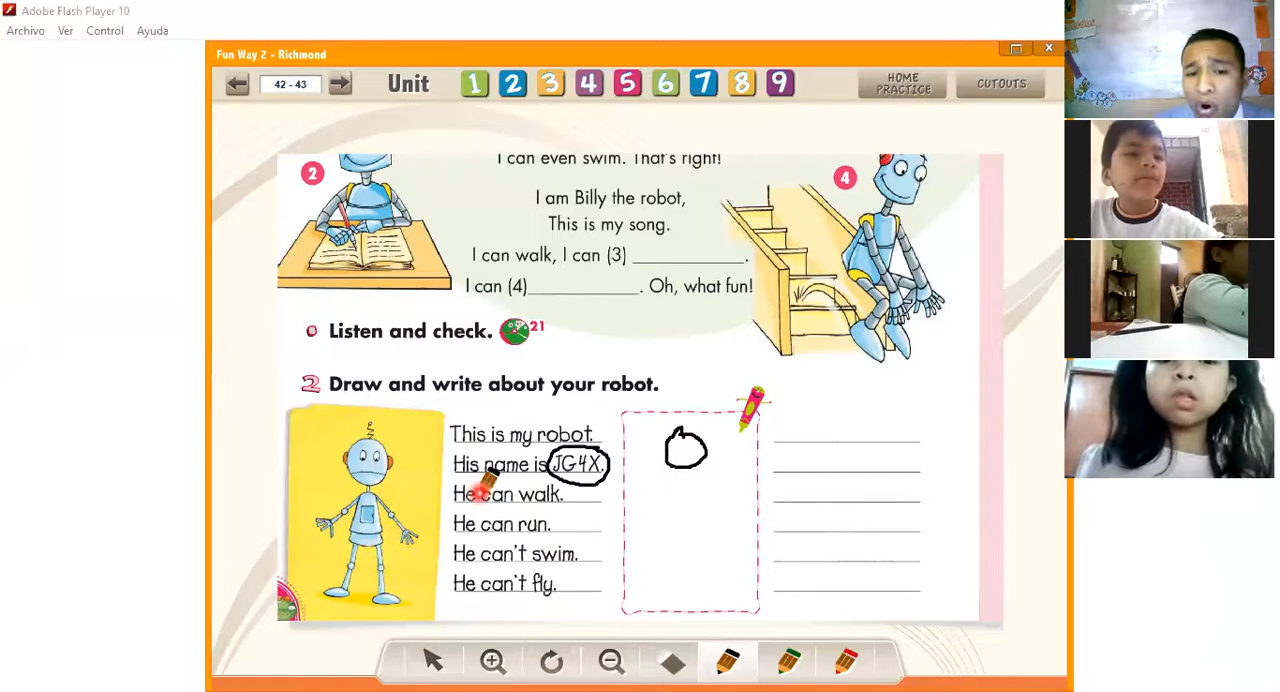 Adobe Flash Player 10
Archivo Ver Control Ayuda
Fun Way 2 - Richmond
42 - 43
Unit 1 2 3 4 5 6 7 8 9
HOME PRACTICE
CUTOUTS
2
I can even swim. That's right!
4
I am Billy the robot,
This is my song.
I can walk, I can (3) ____________.
I can (4)____________. Oh, what fun!
Listen and check. 21
2 Draw and write about your robot.
This is my robot.
His name is JG4X.
He can walk.
He can run.
He can't swim.
He can't fly.